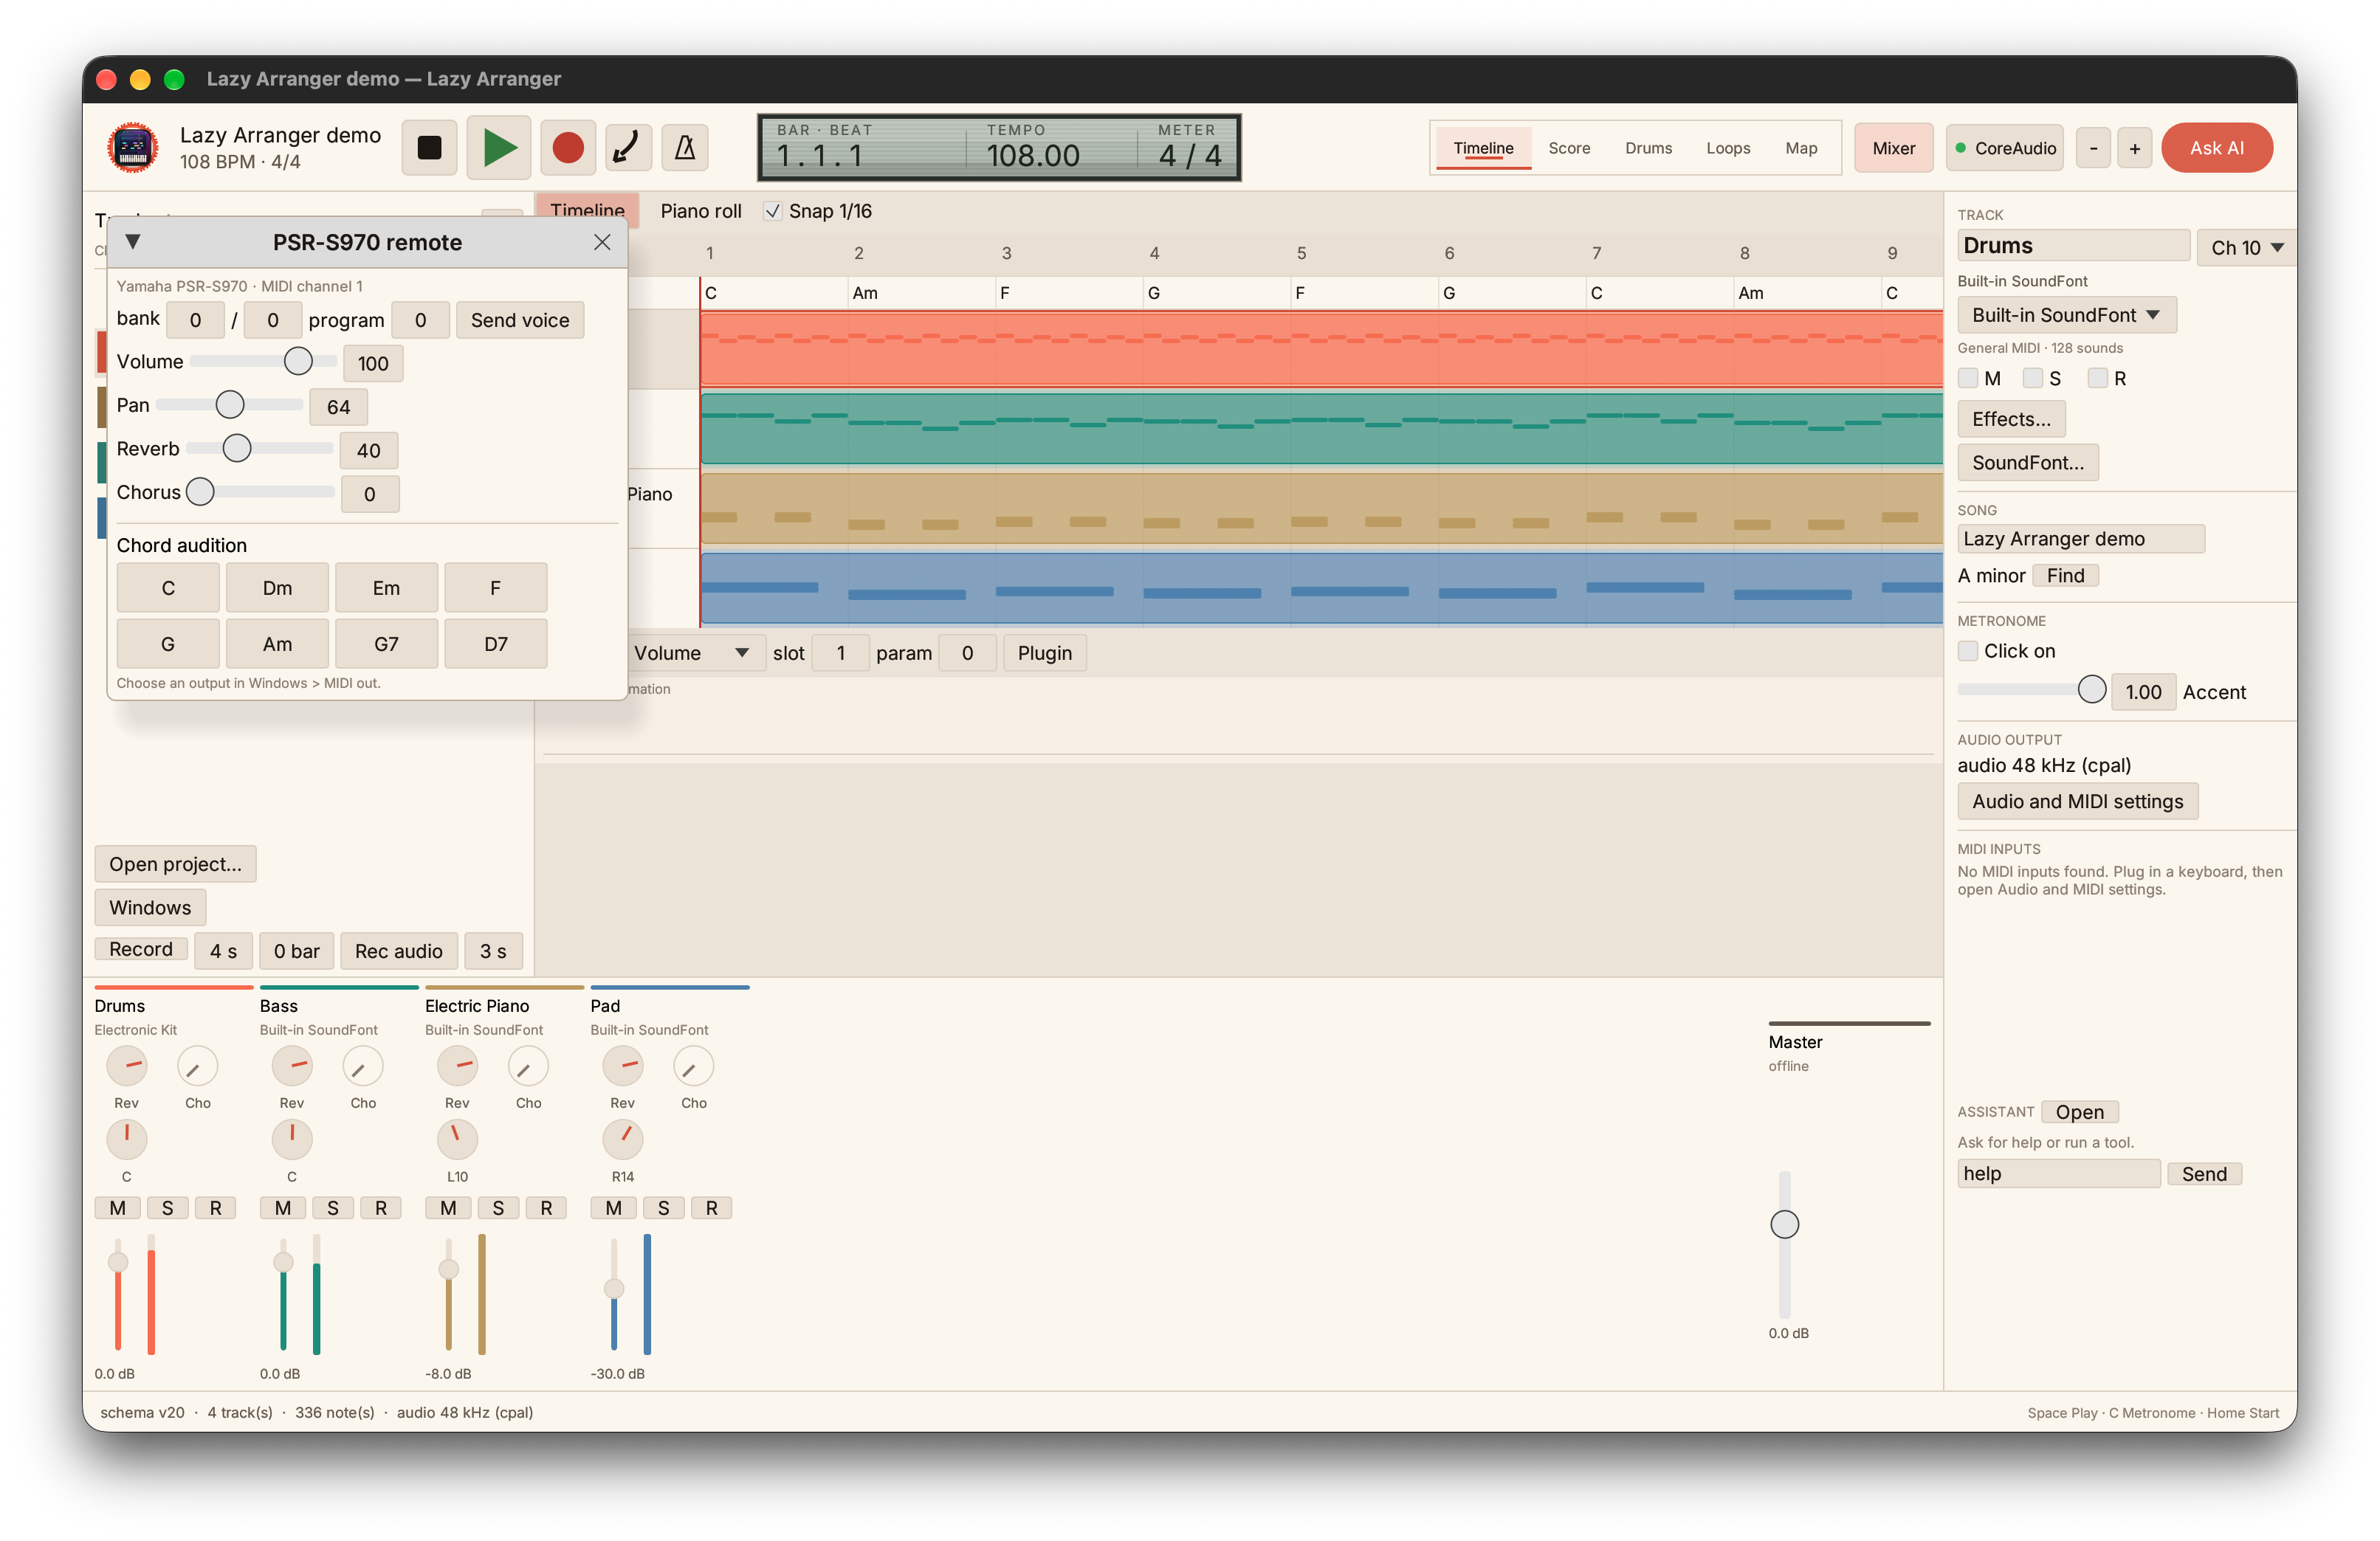 Lazy Arranger demo — Lazy Arranger
Lazy Arranger demo
108 BPM · 4/4
BAR · BEAT
1 . 1 . 1
TEMPO
108.00
METER
4 / 4
Timeline
Score
Drums
Loops
Map
Mixer
CoreAudio
-
+
Ask AI
PSR-S970 remote
Yamaha PSR-S970 · MIDI channel 1
bank 0 / 0 program 0 Send voice
Volume 100
Pan 64
Reverb 40
Chorus 0
Chord audition
C Dm Em F
G Am G7 D7
Choose an output in Windows > MIDI out.
Timeline Piano roll Snap 1/16
1 2 3 4 5 6 7 8 9
C Am F G F G C Am C
Piano
Volume slot 1 param 0 Plugin
mation
Open project...
Windows
Record 4 s 0 bar Rec audio 3 s
TRACK
Drums Ch 10
Built-in SoundFont
Built-in SoundFont
General MIDI · 128 sounds
M S R
Effects...
SoundFont...
SONG
Lazy Arranger demo
A minor Find
METRONOME
Click on
1.00 Accent
AUDIO OUTPUT
audio 48 kHz (cpal)
Audio and MIDI settings
MIDI INPUTS
No MIDI inputs found. Plug in a keyboard, then
open Audio and MIDI settings.
ASSISTANT Open
Ask for help or run a tool.
help Send
Drums
Electronic Kit
Rev Cho
C
M S R
0.0 dB
Bass
Built-in SoundFont
Rev Cho
C
M S R
0.0 dB
Electric Piano
Built-in SoundFont
Rev Cho
L10
M S R
-8.0 dB
Pad
Built-in SoundFont
Rev Cho
R14
M S R
-30.0 dB
Master
offline
0.0 dB
schema v20 · 4 track(s) · 336 note(s) · audio 48 kHz (cpal)
Space Play · C Metronome · Home Start